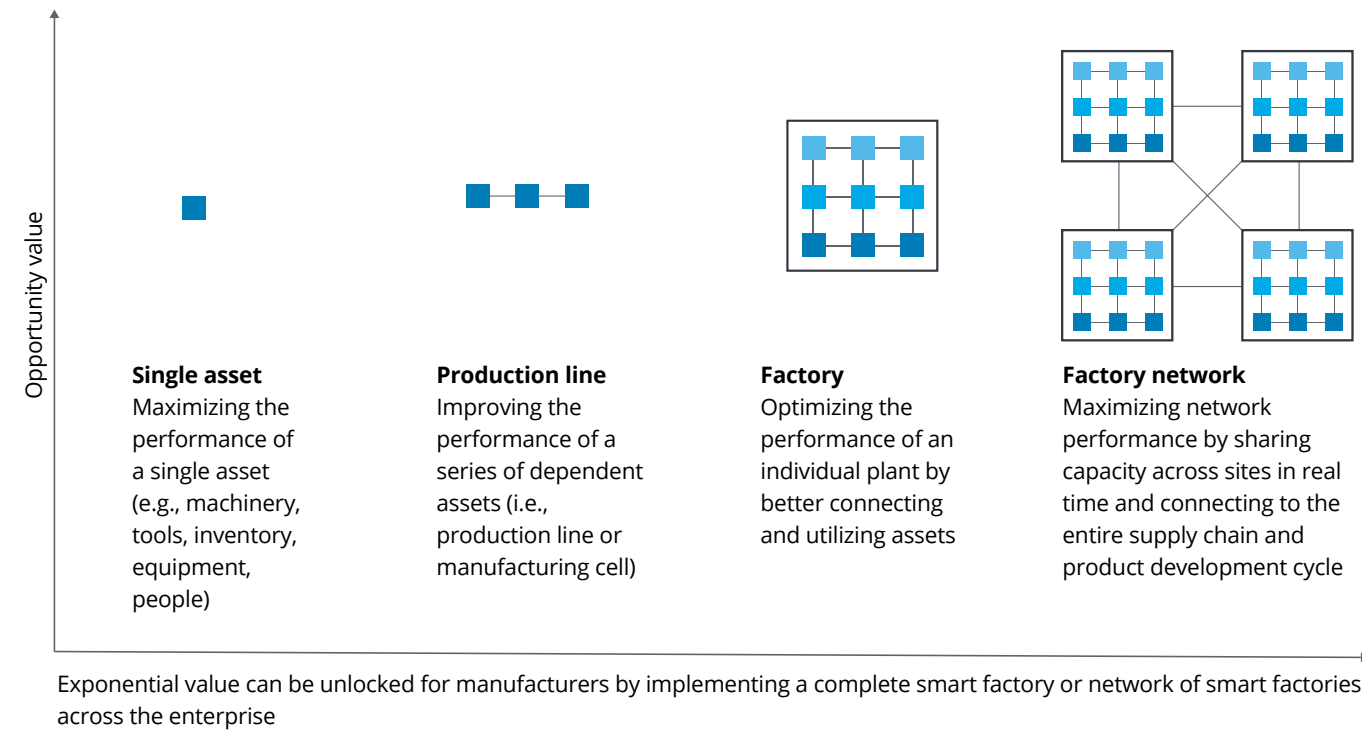 Opportunity value
Single asset
Maximizing the
performance of
a single asset
(e.g., machinery,
tools, inventory,
equipment,
people)
Production line
Improving the
performance of a
series of dependent
assets (i.e.,
production line or
manufacturing cell)
Factory
Optimizing the
performance of an
individual plant by
better connecting
and utilizing assets
Factory network
Maximizing network
performance by sharing
capacity across sites in real
time and connecting to the
entire supply chain and
product development cycle
Exponential value can be unlocked for manufacturers by implementing a complete smart factory or network of smart factories
across the enterprise